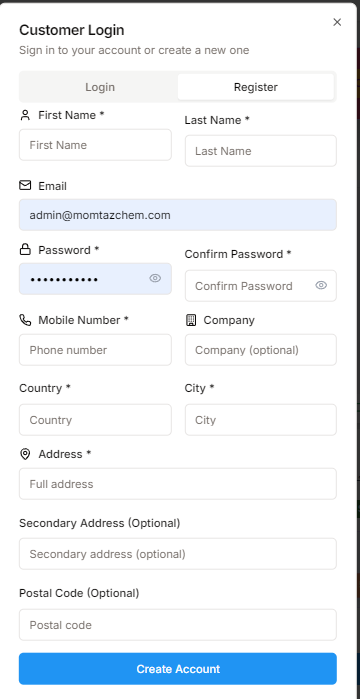 Customer Login
Sign in to your account or create a new one
Login Register
First Name * Last Name *
First Name Last Name
Email
admin@momtazchem.com
Password * Confirm Password *
••••••••••• Confirm Password
Mobile Number * Company
Phone number Company (optional)
Country * City *
Country City
Address *
Full address
Secondary Address (Optional)
Secondary address (optional)
Postal Code (Optional)
Postal code
Create Account